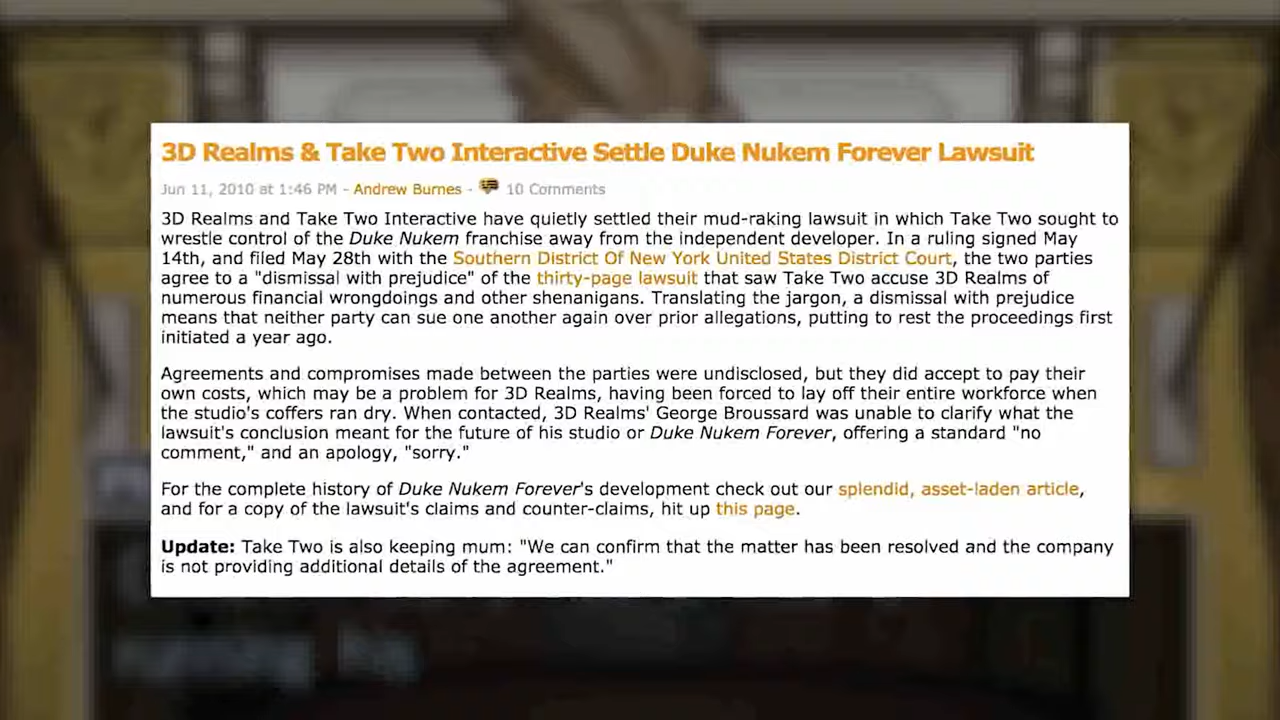 3D Realms & Take Two Interactive Settle Duke Nukem Forever Lawsuit
Jun 11, 2010 at 1:46 PM - Andrew Burnes - 10 Comments
3D Realms and Take Two Interactive have quietly settled their mud-raking lawsuit in which Take Two sought to
wrestle control of the Duke Nukem franchise away from the independent developer. In a ruling signed May
14th, and filed May 28th with the Southern District Of New York United States District Court, the two parties
agree to a "dismissal with prejudice" of the thirty-page lawsuit that saw Take Two accuse 3D Realms of
numerous financial wrongdoings and other shenanigans. Translating the jargon, a dismissal with prejudice
means that neither party can sue one another again over prior allegations, putting to rest the proceedings first
initiated a year ago.
Agreements and compromises made between the parties were undisclosed, but they did accept to pay their
own costs, which may be a problem for 3D Realms, having been forced to lay off their entire workforce when
the studio's coffers ran dry. When contacted, 3D Realms' George Broussard was unable to clarify what the
lawsuit's conclusion meant for the future of his studio or Duke Nukem Forever, offering a standard "no
comment," and an apology, "sorry."
For the complete history of Duke Nukem Forever's development check out our splendid, asset-laden article,
and for a copy of the lawsuit's claims and counter-claims, hit up this page.
Update: Take Two is also keeping mum: "We can confirm that the matter has been resolved and the company
is not providing additional details of the agreement."